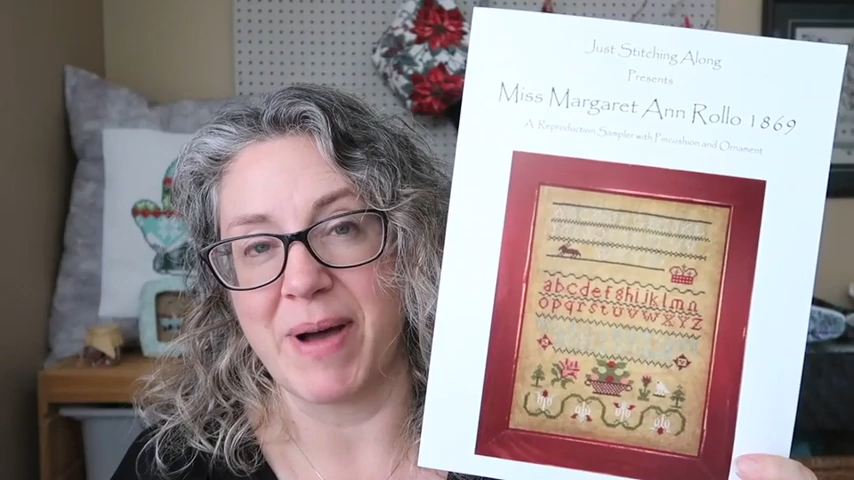 Just Stitching Along
Presents
Miss Margaret Ann Rollo 1869
A Reproduction Sampler with Pincushion and Ornament
abcdefghijklmn
opqrstuvwxyz